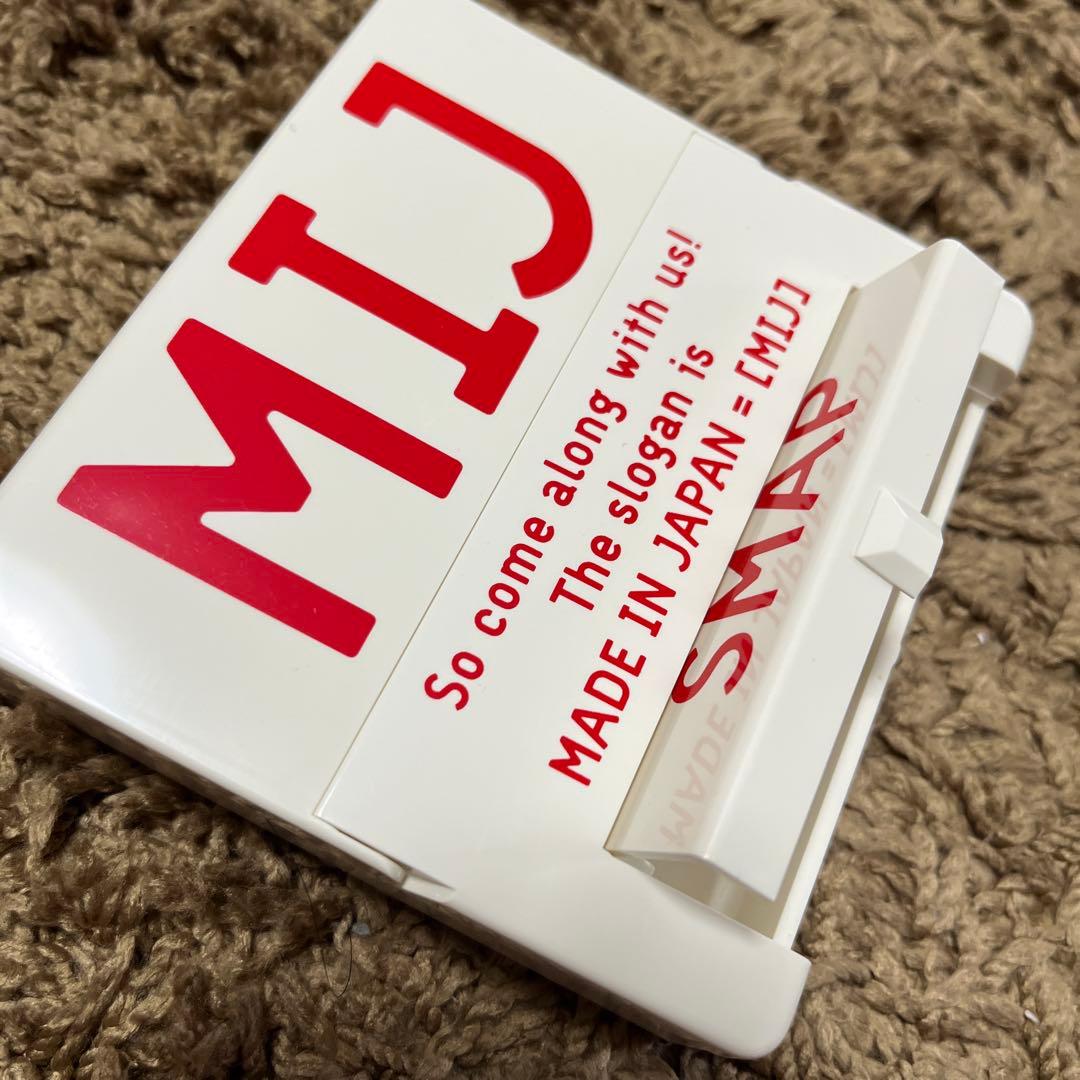 MIJ
So come along with us!
The slogan is
MADE IN JAPAN = [MIJ]
SMAP